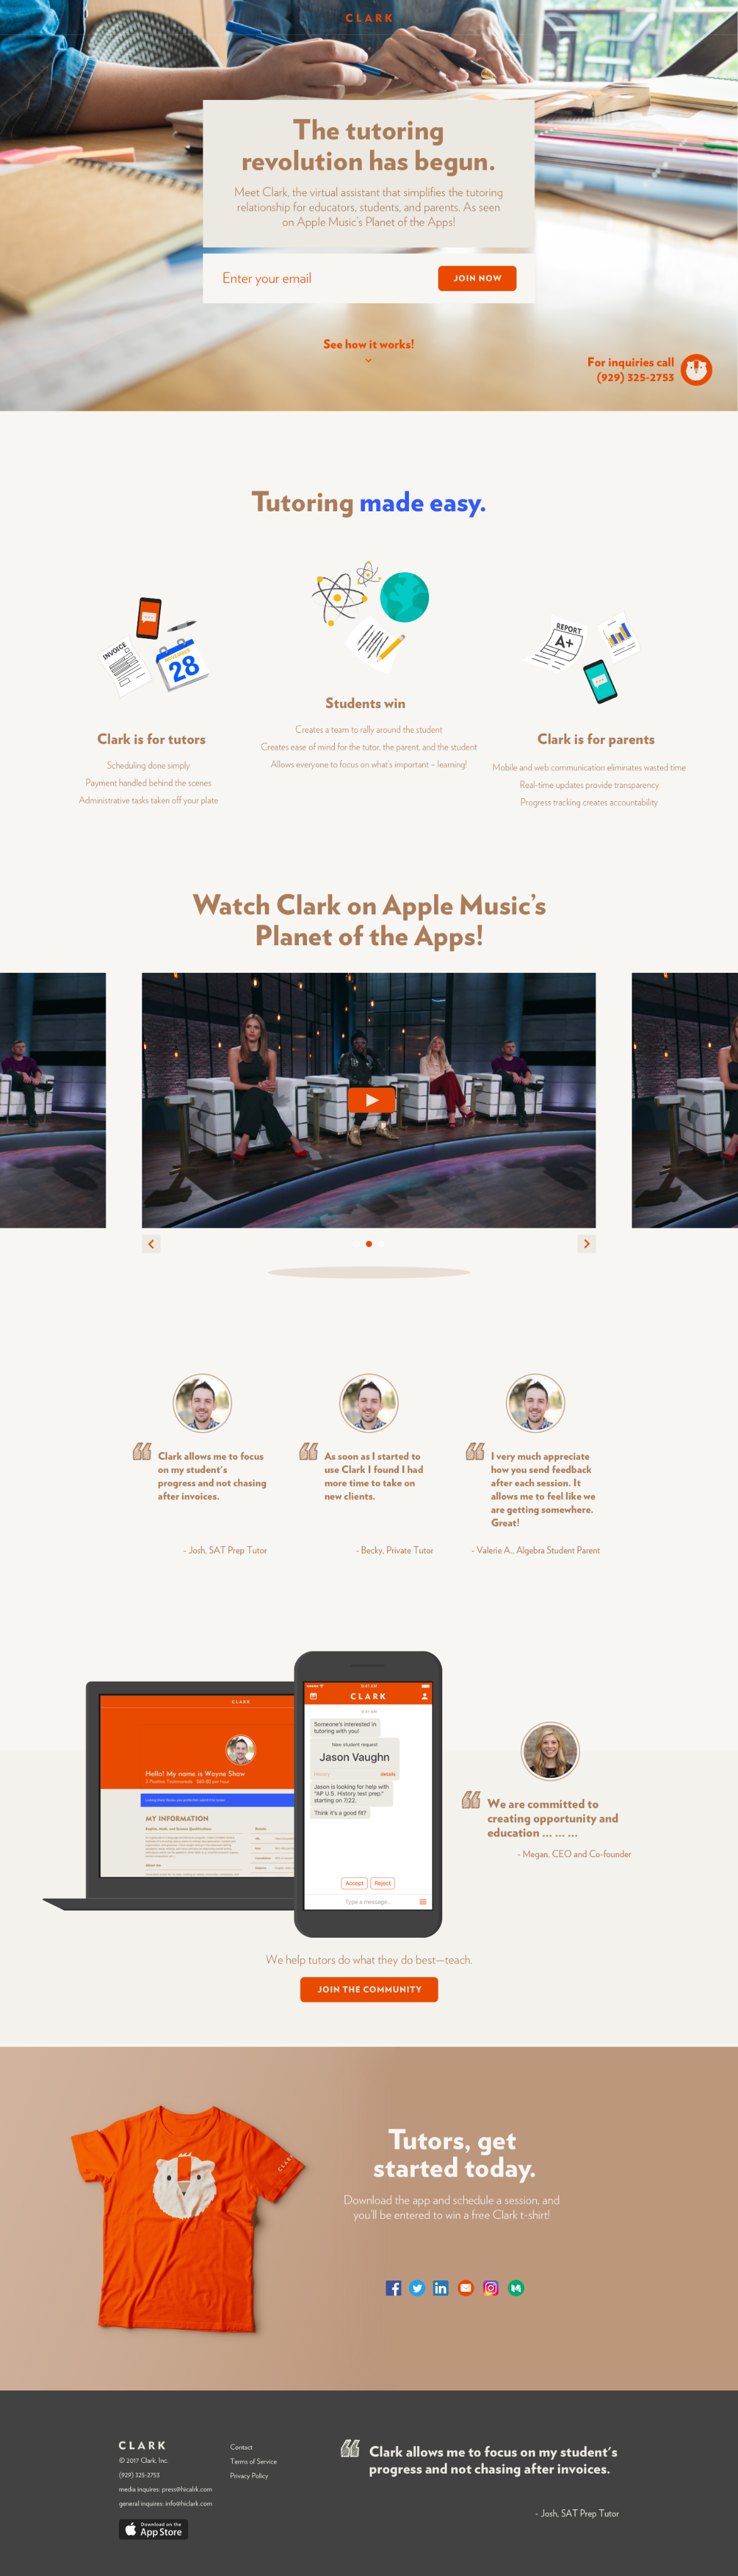 CLARK
The tutoring
revolution has begun.
Meet Clark, the virtual assistant that simplifies the tutoring
relationship for educators, students, and parents. As seen
on Apple Music's Planet of the Apps!
Enter your email
JOIN NOW
See how it works!
For inquiries call
(929) 325-2753
Tutoring made easy.
INVOICE
NOVEMBER
28
REPORT
A+
Students win
Creates a team to rally around the student
Creates ease of mind for the tutor, the parent, and the student
Allows everyone to focus on what's important – learning!
Clark is for tutors
Scheduling done simply
Payment handled behind the scenes
Administrative tasks taken off your plate
Clark is for parents
Mobile and web communication eliminates wasted time
Real-time updates provide transparency
Progress tracking creates accountability
Watch Clark on Apple Music's
Planet of the Apps!
Clark allows me to focus
on my student's
progress and not chasing
after invoices.
- Josh, SAT Prep Tutor
As soon as I started to
use Clark I found I had
more time to take on
new clients.
- Becky, Private Tutor
I very much appreciate
how you send feedback
after each session. It
allows me to feel like we
are getting somewhere.
Great!
- Valerie A., Algebra Student Parent
CLARK
Hello! My name is Wayne Shaw
MY INFORMATION
9:41 AM
CLARK
Someone's interested in
tutoring with you!
New student request
Jason Vaughn
History
details
Jason is looking for help with
"AP U.S. History test prep."
starting on 7/22.
Think it's a good fit?
Accept
Reject
Type a message...
We are committed to
creating opportunity and
education ... ... ...
- Megan, CEO and Co-founder
We help tutors do what they do best—teach.
JOIN THE COMMUNITY
CLARK
Tutors, get
started today.
Download the app and schedule a session, and
you'll be entered to win a free Clark t-shirt!
CLARK
© 2017 Clark, Inc.
(929) 325-2753
media inquires: press@hicalrk.com
general inquires: info@hiclark.com
Download on the
App Store
Contact
Terms of Service
Privacy Policy
Clark allows me to focus on my student's
progress and not chasing after invoices.
- Josh, SAT Prep Tutor